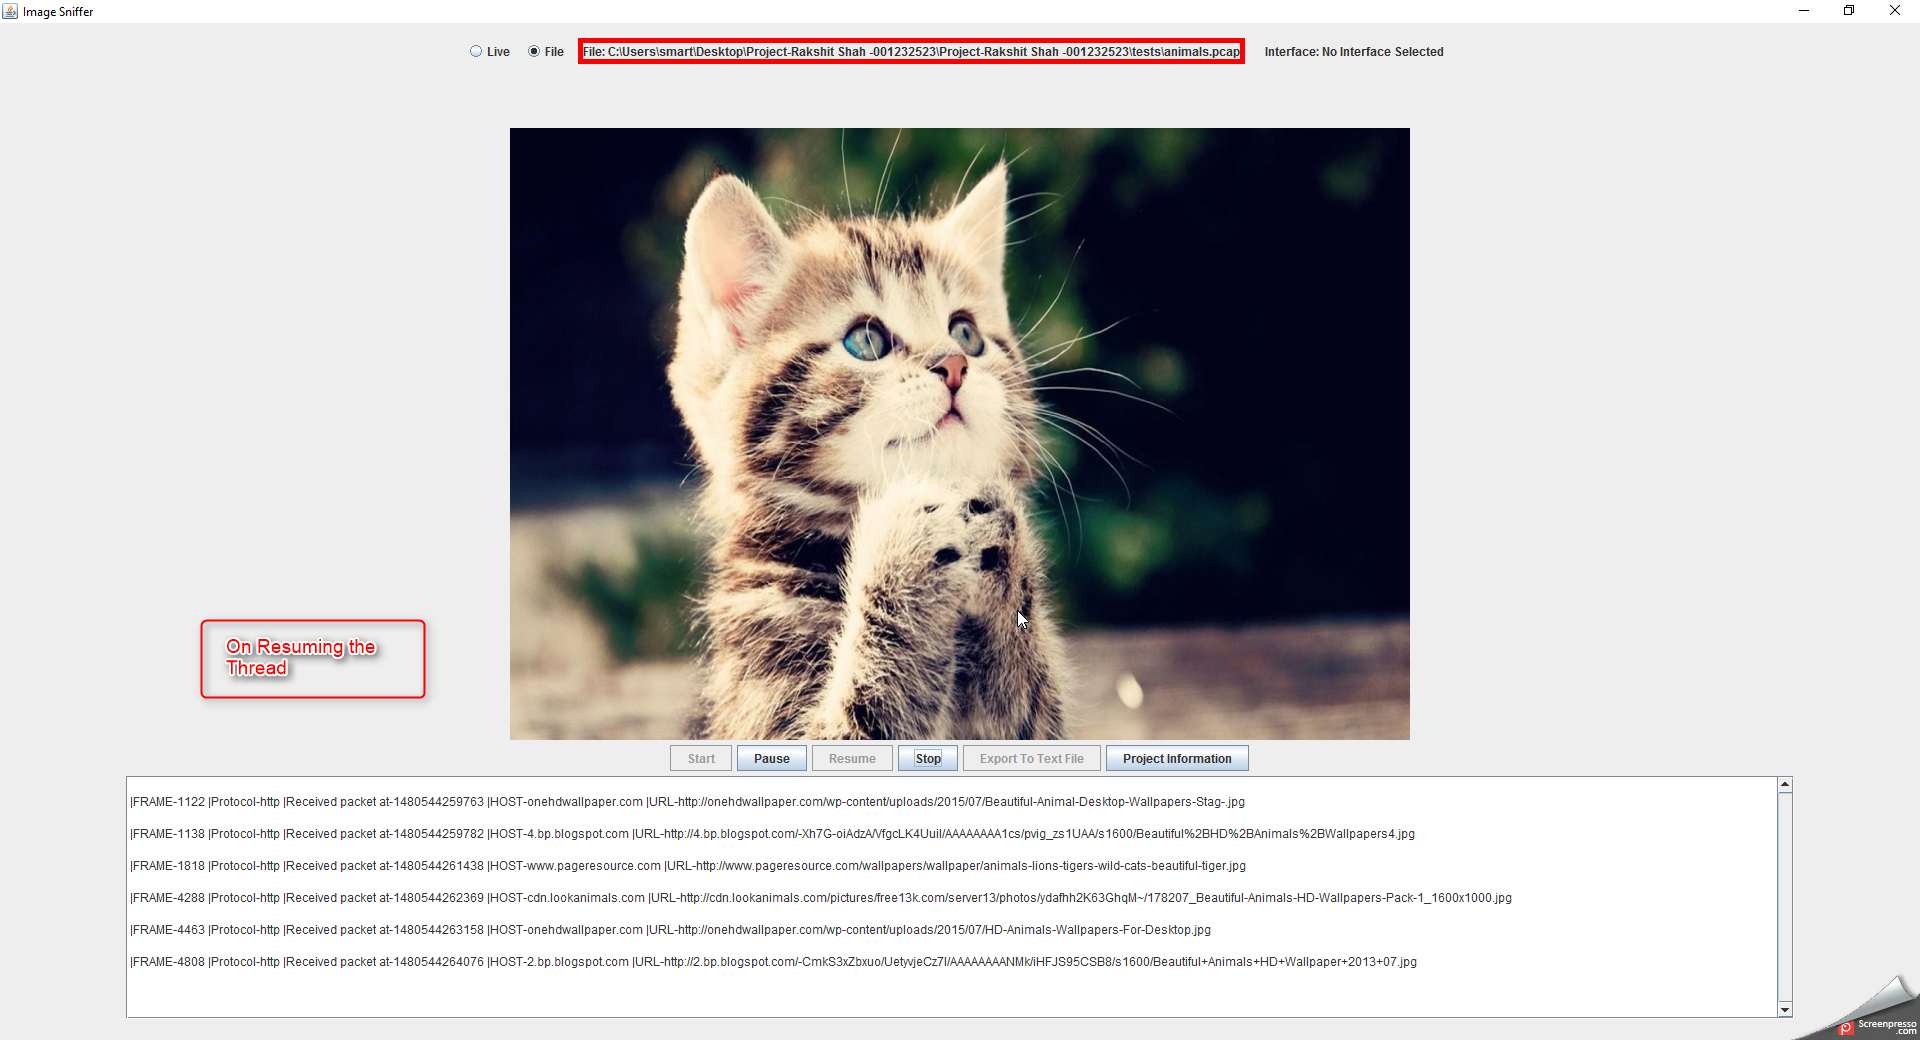 Image Sniffer
Live File File: C:\Users\smart\Desktop\Project-Rakshit Shah -001232523\Project-Rakshit Shah -001232523\tests\animals.pcap Interface: No Interface Selected
On Resuming the
Thread
Start Pause Resume Stop Export To Text File Project Information
|FRAME-1122 |Protocol-http |Received packet at-1480544259763 |HOST-onehdwallpaper.com |URL-http://onehdwallpaper.com/wp-content/uploads/2015/07/Beautiful-Animal-Desktop-Wallpapers-Stag-.jpg
|FRAME-1138 |Protocol-http |Received packet at-1480544259782 |HOST-4.bp.blogspot.com |URL-http://4.bp.blogspot.com/-Xh7G-oiAdzA/VfgcLK4UuiI/AAAAAAAA1cs/pvig_zs1UAA/s1600/Beautiful%2BHD%2BAnimals%2BWallpapers4.jpg
|FRAME-1818 |Protocol-http |Received packet at-1480544261438 |HOST-www.pageresource.com |URL-http://www.pageresource.com/wallpapers/wallpaper/animals-lions-tigers-wild-cats-beautiful-tiger.jpg
|FRAME-4288 |Protocol-http |Received packet at-1480544262369 |HOST-cdn.lookanimals.com |URL-http://cdn.lookanimals.com/pictures/free13k.com/server13/photos/ydafhh2K63GhqM~/178207_Beautiful-Animals-HD-Wallpapers-Pack-1_1600x1000.jpg
|FRAME-4463 |Protocol-http |Received packet at-1480544263158 |HOST-onehdwallpaper.com |URL-http://onehdwallpaper.com/wp-content/uploads/2015/07/HD-Animals-Wallpapers-For-Desktop.jpg
|FRAME-4808 |Protocol-http |Received packet at-1480544264076 |HOST-2.bp.blogspot.com |URL-http://2.bp.blogspot.com/-CmkS3xZbxuo/UetyvjeCz7I/AAAAAAAANMk/iHFJS95CSB8/s1600/Beautiful+Animals+HD+Wallpaper+2013+07.jpg
Screenpresso
.com